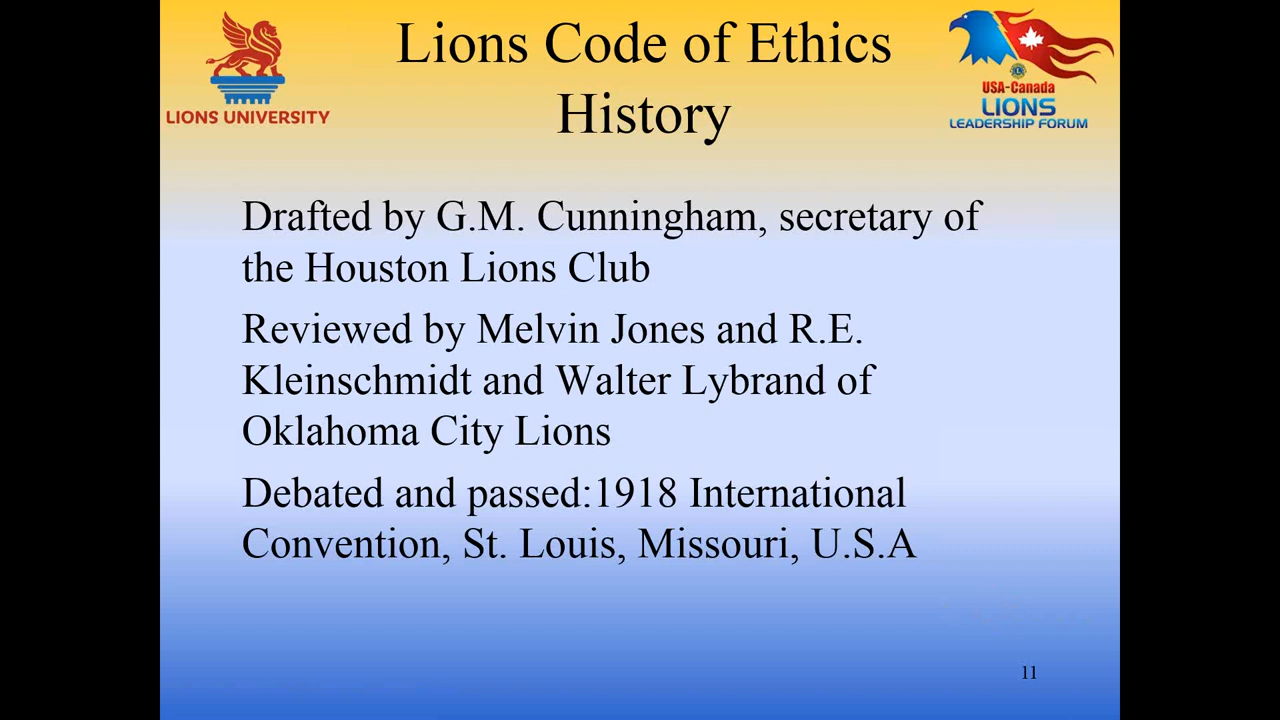 Lions Code of Ethics
History
LIONS UNIVERSITY
USA-Canada
LIONS
LEADERSHIP FORUM
Drafted by G.M. Cunningham, secretary of
the Houston Lions Club
Reviewed by Melvin Jones and R.E.
Kleinschmidt and Walter Lybrand of
Oklahoma City Lions
Debated and passed:1918 International
Convention, St. Louis, Missouri, U.S.A
11